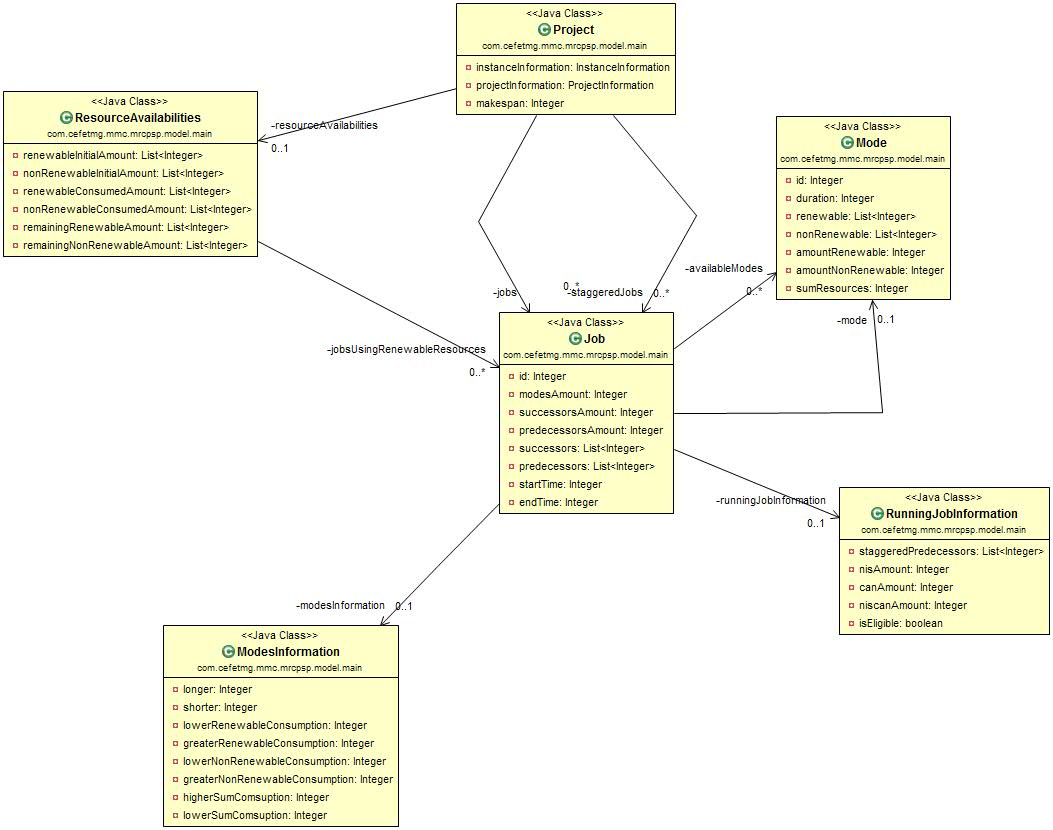 <<Java Class>>
Project
com.cefetmg.mmc.mrcpsp.model.main
instanceInformation: InstanceInformation
projectInformation: ProjectInformation
makespan: Integer
<<Java Class>>
ResourceAvailabilities
com.cefetmg.mmc.mrcpsp.model.main
renewableInitialAmount: List<Integer>
nonRenewableInitialAmount: List<Integer>
renewableConsumedAmount: List<Integer>
nonRenewableConsumedAmount: List<Integer>
remainingRenewableAmount: List<Integer>
remainingNonRenewableAmount: List<Integer>
-resourceAvailabilities
0..1
<<Java Class>>
Mode
com.cefetmg.mmc.mrcpsp.model.main
id: Integer
duration: Integer
renewable: List<Integer>
nonRenewable: List<Integer>
amountRenewable: Integer
amountNonRenewable: Integer
sumResources: Integer
-jobs
0..*
-staggeredJobs
0..*
-availableModes
0..*
-mode
0..1
-jobsUsingRenewableResources
0..*
<<Java Class>>
Job
com.cefetmg.mmc.mrcpsp.model.main
id: Integer
modesAmount: Integer
successorsAmount: Integer
predecessorsAmount: Integer
successors: List<Integer>
predecessors: List<Integer>
startTime: Integer
endTime: Integer
-runningJobInformation
0..1
<<Java Class>>
RunningJobInformation
com.cefetmg.mmc.mrcpsp.model.main
staggeredPredecessors: List<Integer>
nisAmount: Integer
canAmount: Integer
niscanAmount: Integer
isEligible: boolean
-modesInformation
0..1
<<Java Class>>
ModesInformation
com.cefetmg.mmc.mrcpsp.model.main
longer: Integer
shorter: Integer
lowerRenewableConsumption: Integer
greaterRenewableConsumption: Integer
lowerNonRenewableConsumption: Integer
greaterNonRenewableConsumption: Integer
higherSumComsuption: Integer
lowerSumComsuption: Integer